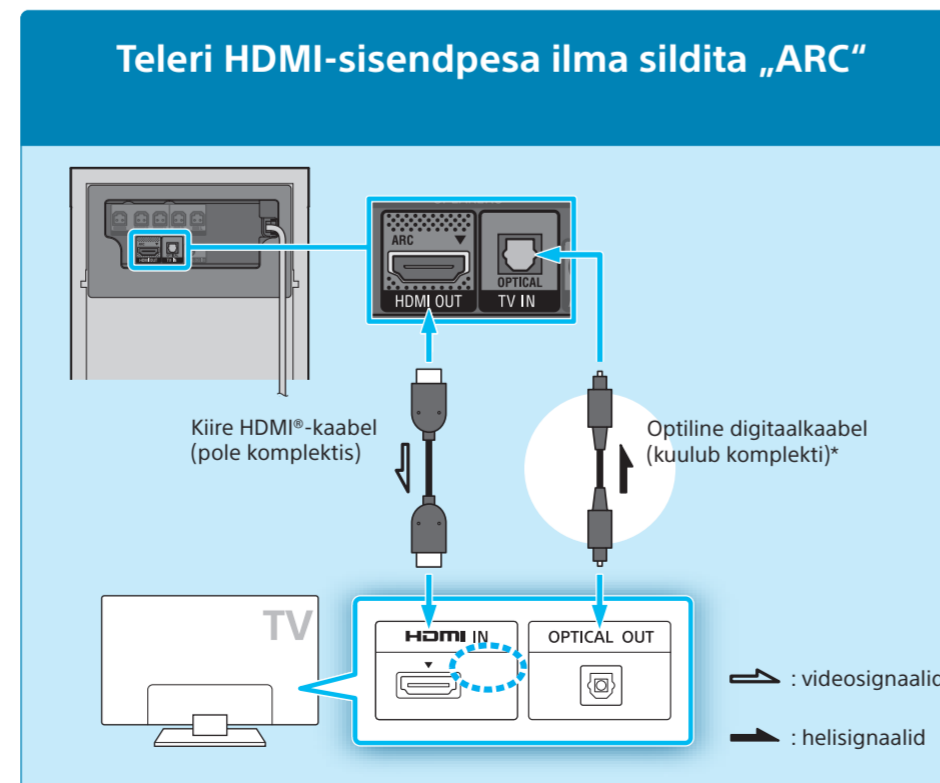 Teleri HDMI-sisendpesa ilma sildita „ARC“
ARC
HDMI OUT
OPTICAL
TV IN
Kiire HDMI®-kaabel
(pole komplektis)
Optiline digitaalkaabel
(kuulub komplekti)*
TV
HDMI IN
OPTICAL OUT
: videosignaalid
: helisignaalid